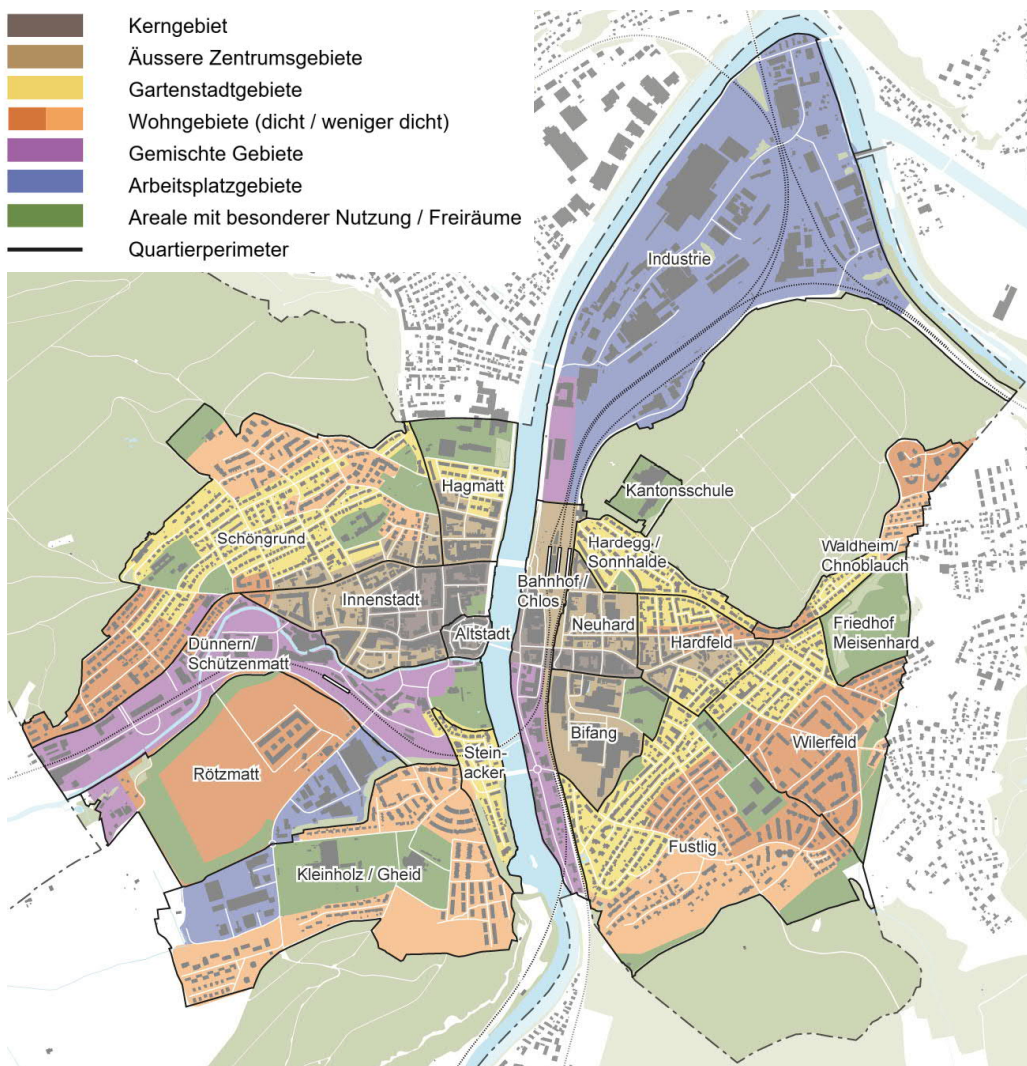 Kerngebiet
Äussere Zentrumsgebiete
Gartenstadtgebiete
Wohngebiete (dicht / weniger dicht)
Gemischte Gebiete
Arbeitsplatzgebiete
Areale mit besonderer Nutzung / Freiräume
Quartierperimeter
Industrie
Hagmatt
Kantonsschule
Schöngrund
Hardegg /
Sonnhalde
Waldheim/
Chnoblauch
Bahnhof /
Chlos
Innenstadt
Altstadt
Neuhard
Hardfeld
Friedhof
Meisenhard
Dünnern/
Schützenmatt
Bifang
Wilerfeld
Stein-
acker
Rötzmatt
Fustlig
Kleinholz / Gheid